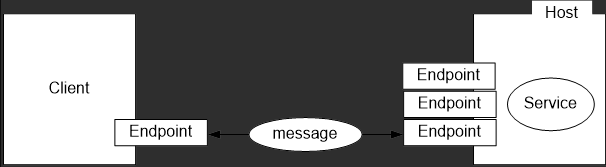 Host
Endpoint
Client
Endpoint
Service
Endpoint
message
Endpoint